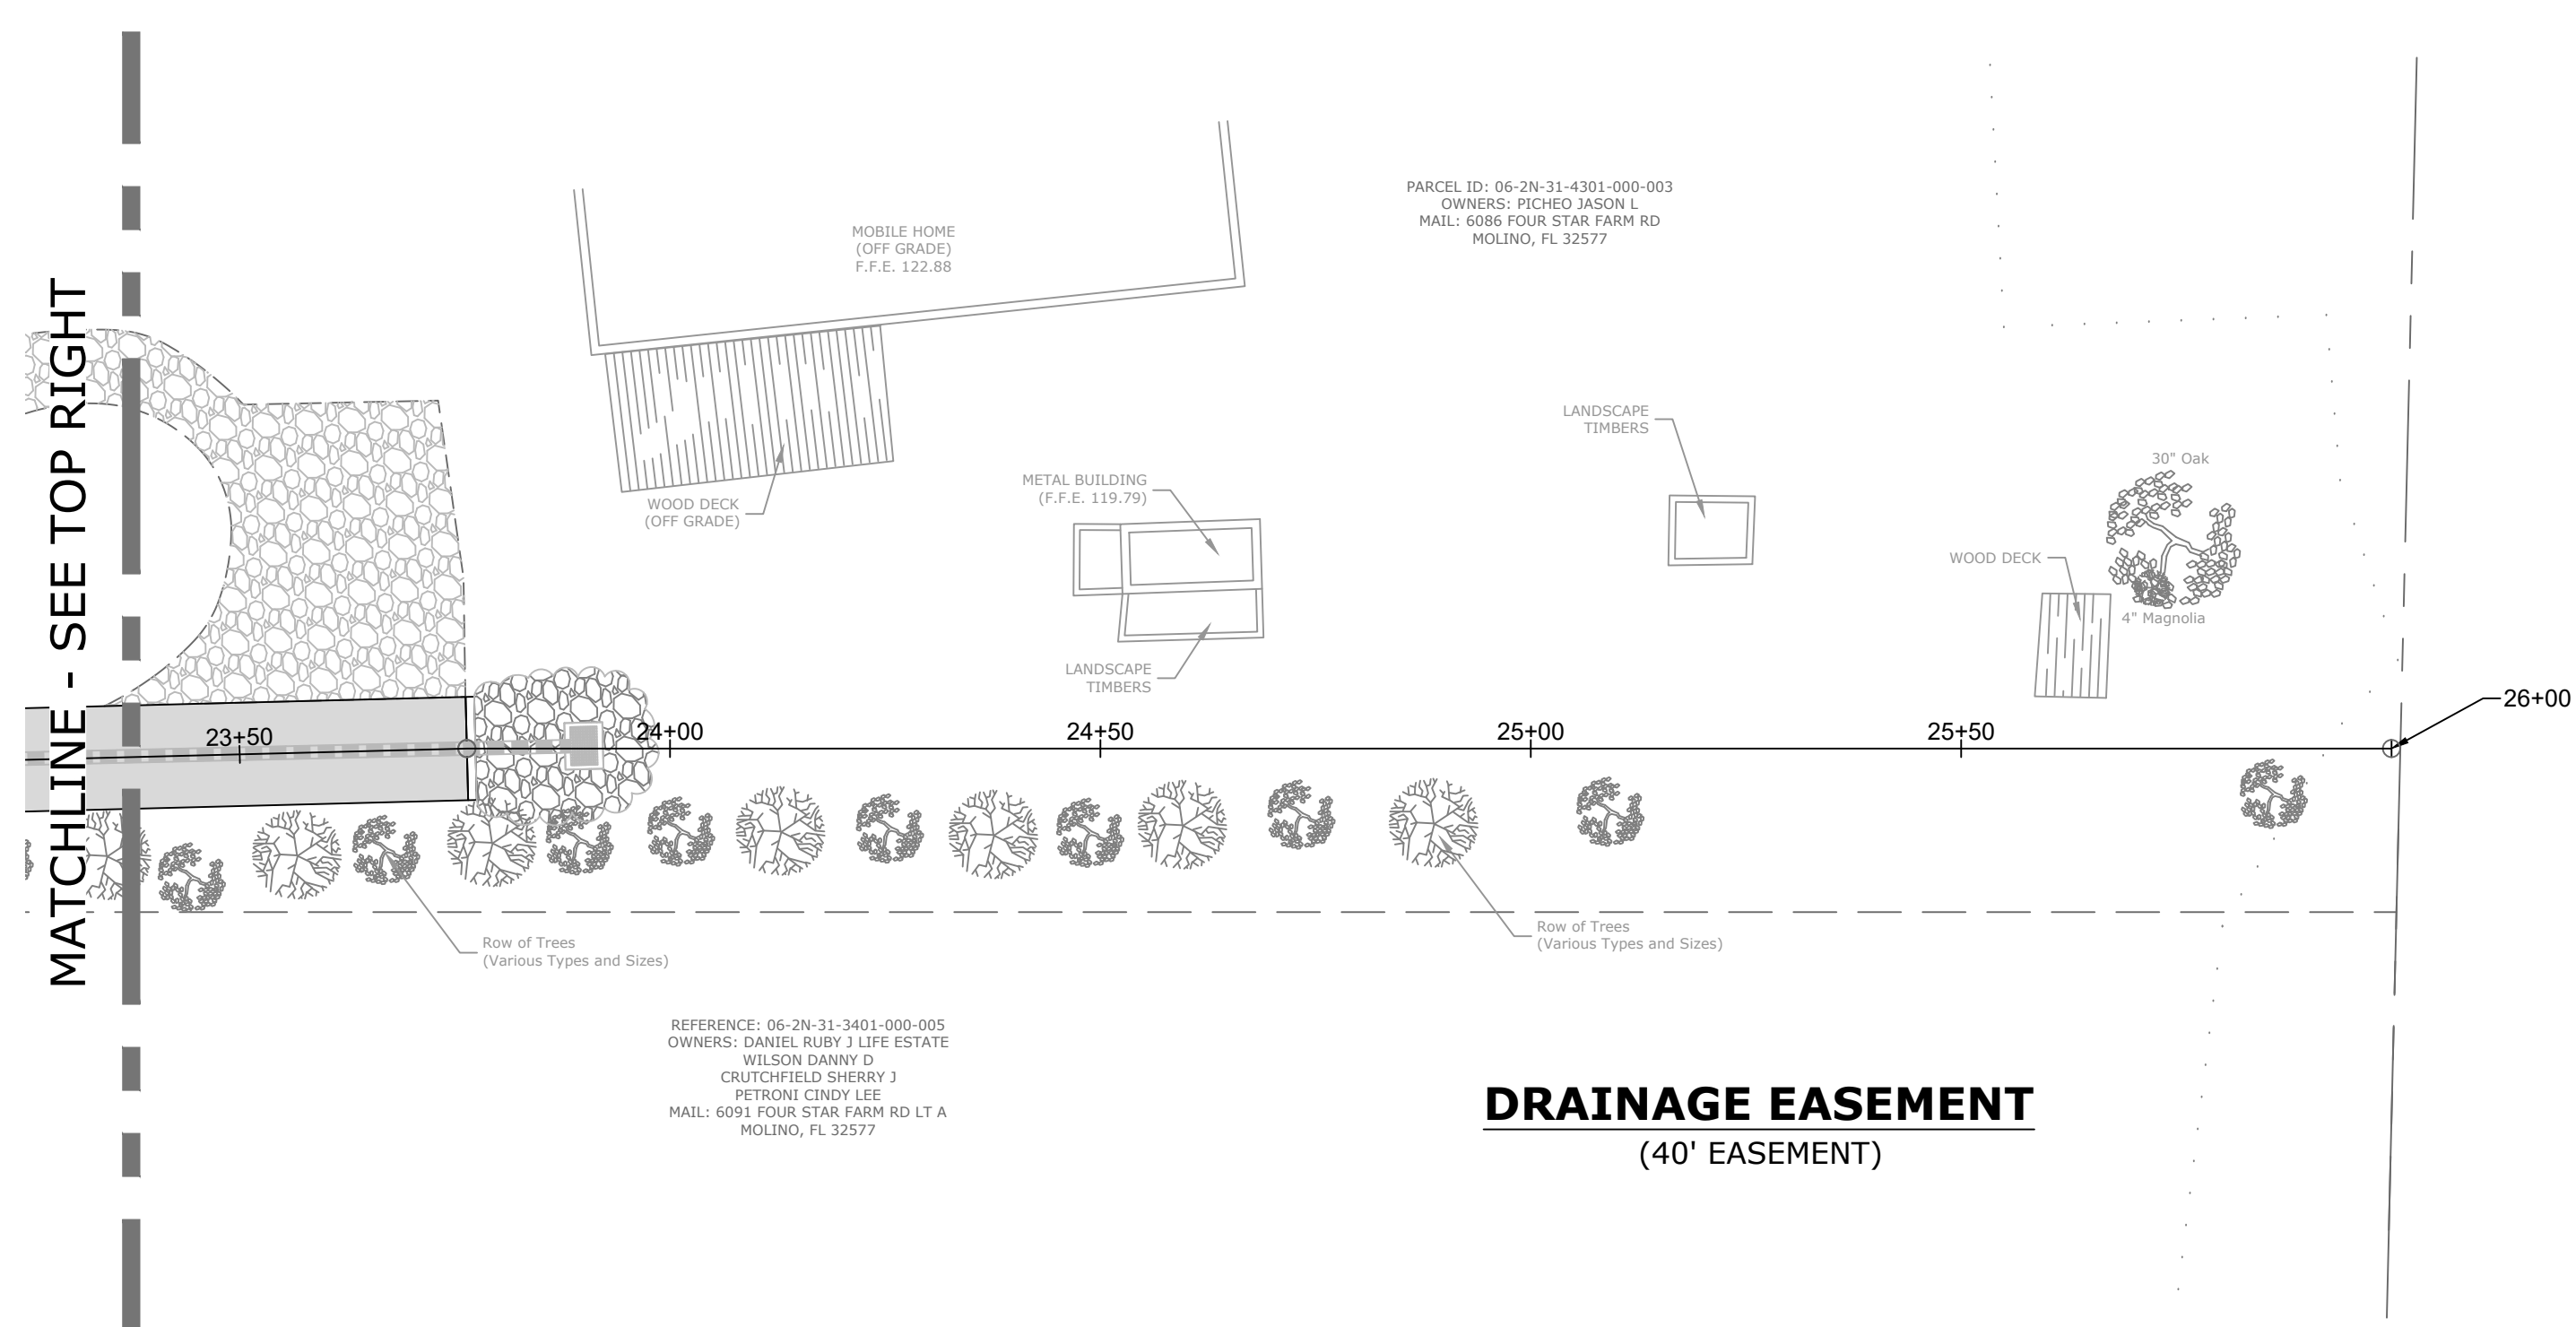 MATCHLINE - SEE TOP RIGHT
PARCEL ID: 06-2N-31-4301-000-003
OWNERS: PICHEO JASON L
MAIL: 6086 FOUR STAR FARM RD
MOLINO, FL 32577
MOBILE HOME
(OFF GRADE)
F.F.E. 122.88
LANDSCAPE
TIMBERS
30" Oak
METAL BUILDING
(F.F.E. 119.79)
WOOD DECK
(OFF GRADE)
WOOD DECK
4" Magnolia
LANDSCAPE
TIMBERS
26+00
23+50
24+00
24+50
25+00
25+50
Row of Trees
(Various Types and Sizes)
Row of Trees
(Various Types and Sizes)
REFERENCE: 06-2N-31-3401-000-005
OWNERS: DANIEL RUBY J LIFE ESTATE
WILSON DANNY D
CRUTCHFIELD SHERRY J
PETRONI CINDY LEE
MAIL: 6091 FOUR STAR FARM RD LT A
MOLINO, FL 32577
DRAINAGE EASEMENT
(40' EASEMENT)